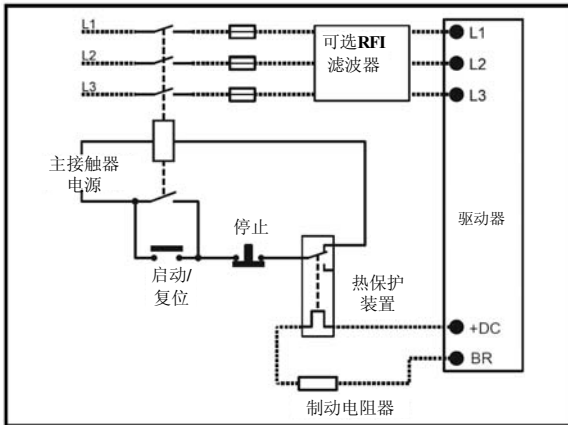 L1
L2
L3
可选RFI
滤波器
L1
L2
L3
主接触器
电源
停止
启动/
复位
热保护
装置
驱动器
+DC
BR
制动电阻器